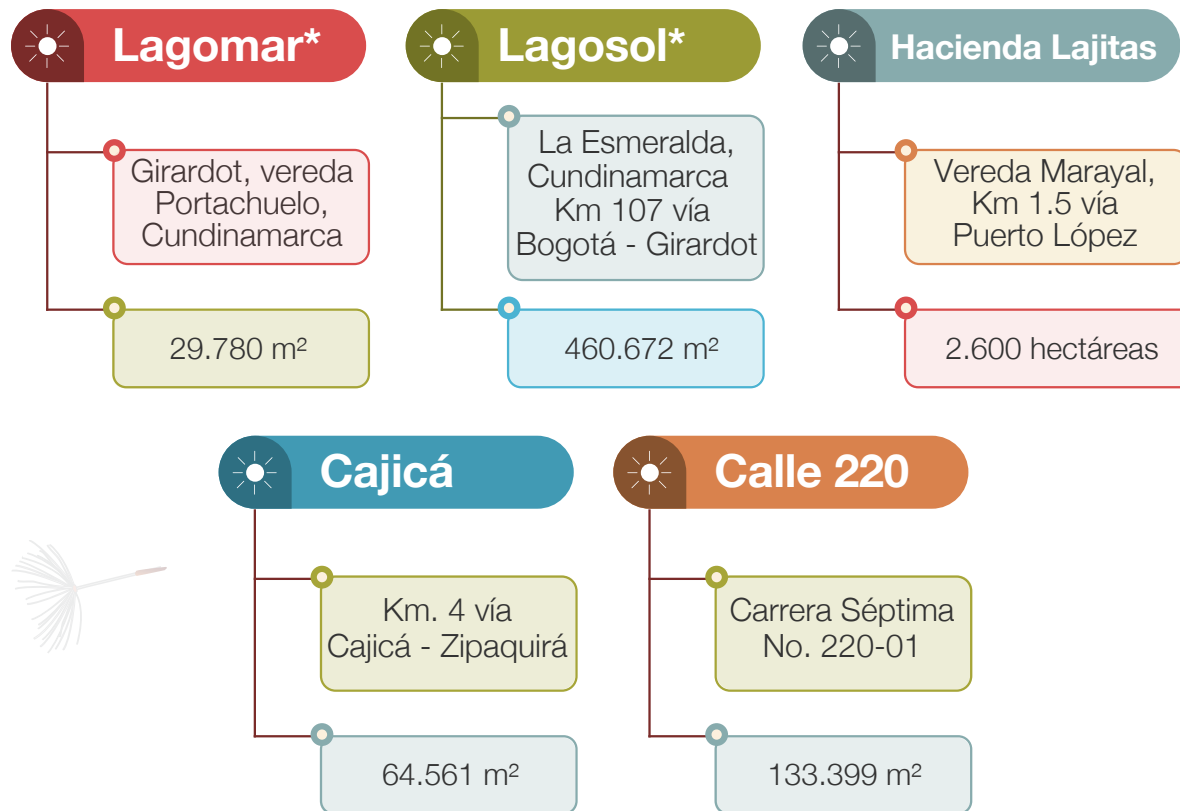 Lagomar*
Girardot, vereda
Portachuelo,
Cundinamarca
29.780 m²
Lagosol*
La Esmeralda,
Cundinamarca
Km 107 vía
Bogotá - Girardot
460.672 m²
Hacienda Lajitas
Vereda Marayal,
Km 1.5 vía
Puerto López
2.600 hectáreas
Cajicá
Km. 4 vía
Cajicá - Zipaquirá
64.561 m²
Calle 220
Carrera Séptima
No. 220-01
133.399 m²